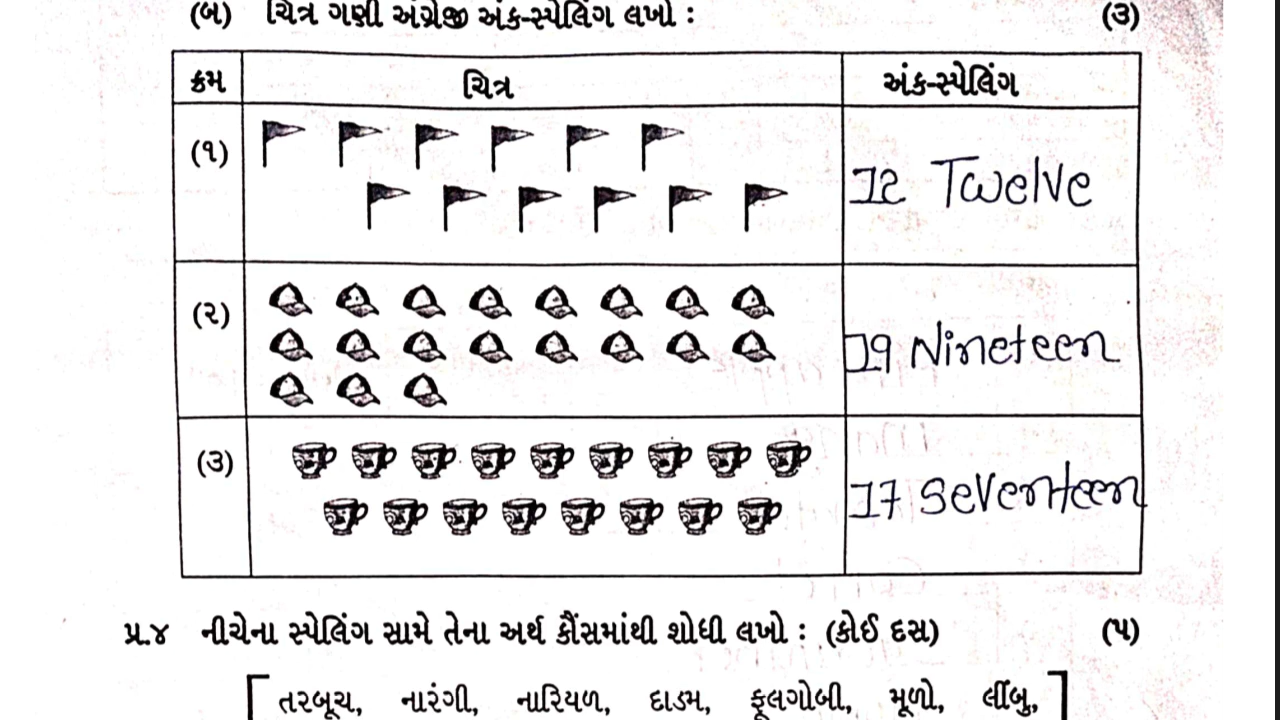 (બ) ચિત્ર ગણી અંગ્રેજી અંક-સ્પેલિંગ લખો : (૩)
ક્રમ ચિત્ર અંક-સ્પેલિંગ
(૧) 12 Twelve
(૨) 19 Nineteen
(૩) 17 Seventeen
પ્ર.૪ નીચેના સ્પેલિંગ સામે તેના અર્થ કૌંસમાંથી શોધી લખો : (કોઈ દસ) (૫)
[ તરબૂચ, નારંગી, નારિયળ, દાડમ, ફૂલગોબી, મૂળો, લીંબુ, ]